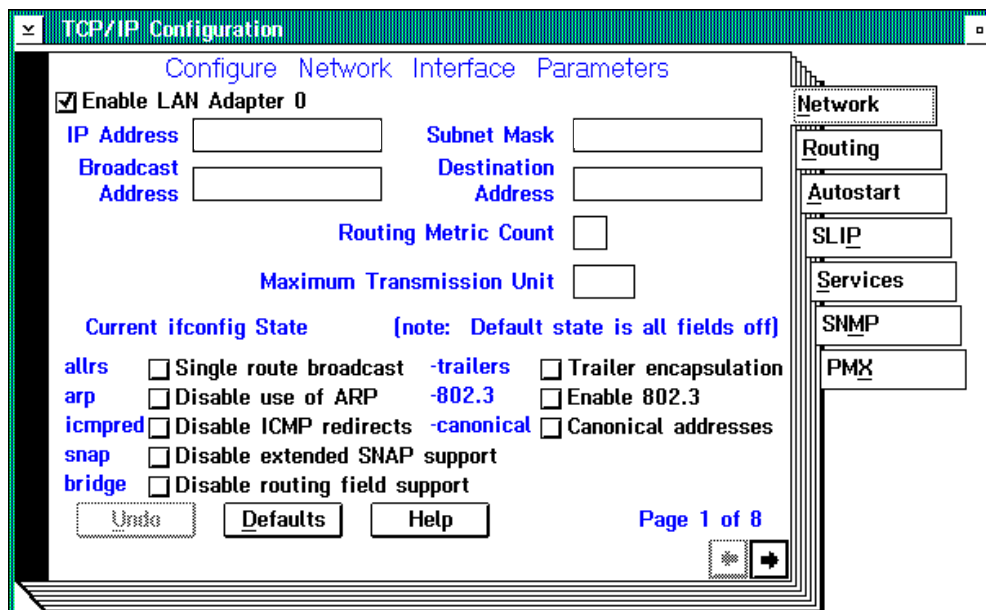 TCP/IP Configuration
Configure Network Interface Parameters
Enable LAN Adapter 0
IP Address
Subnet Mask
Broadcast Address
Destination Address
Routing Metric Count
Maximum Transmission Unit
Current ifconfig State (note: Default state is all fields off)
allrs Single route broadcast -trailers Trailer encapsulation
arp Disable use of ARP -802.3 Enable 802.3
icmpred Disable ICMP redirects -canonical Canonical addresses
snap Disable extended SNAP support
bridge Disable routing field support
Undo Defaults Help Page 1 of 8
Network
Routing
Autostart
SLIP
Services
SNMP
PMX